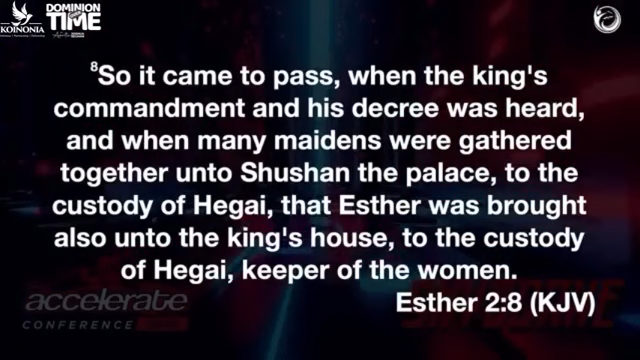 KOINONIA
DOMINION
OVER
TIME
⁸So it came to pass, when the king's
commandment and his decree was heard,
and when many maidens were gathered
together unto Shushan the palace, to the
custody of Hegai, that Esther was brought
also unto the king's house, to the custody
of Hegai, keeper of the women.
Esther 2:8 (KJV)
accelerate
CONFERENCE